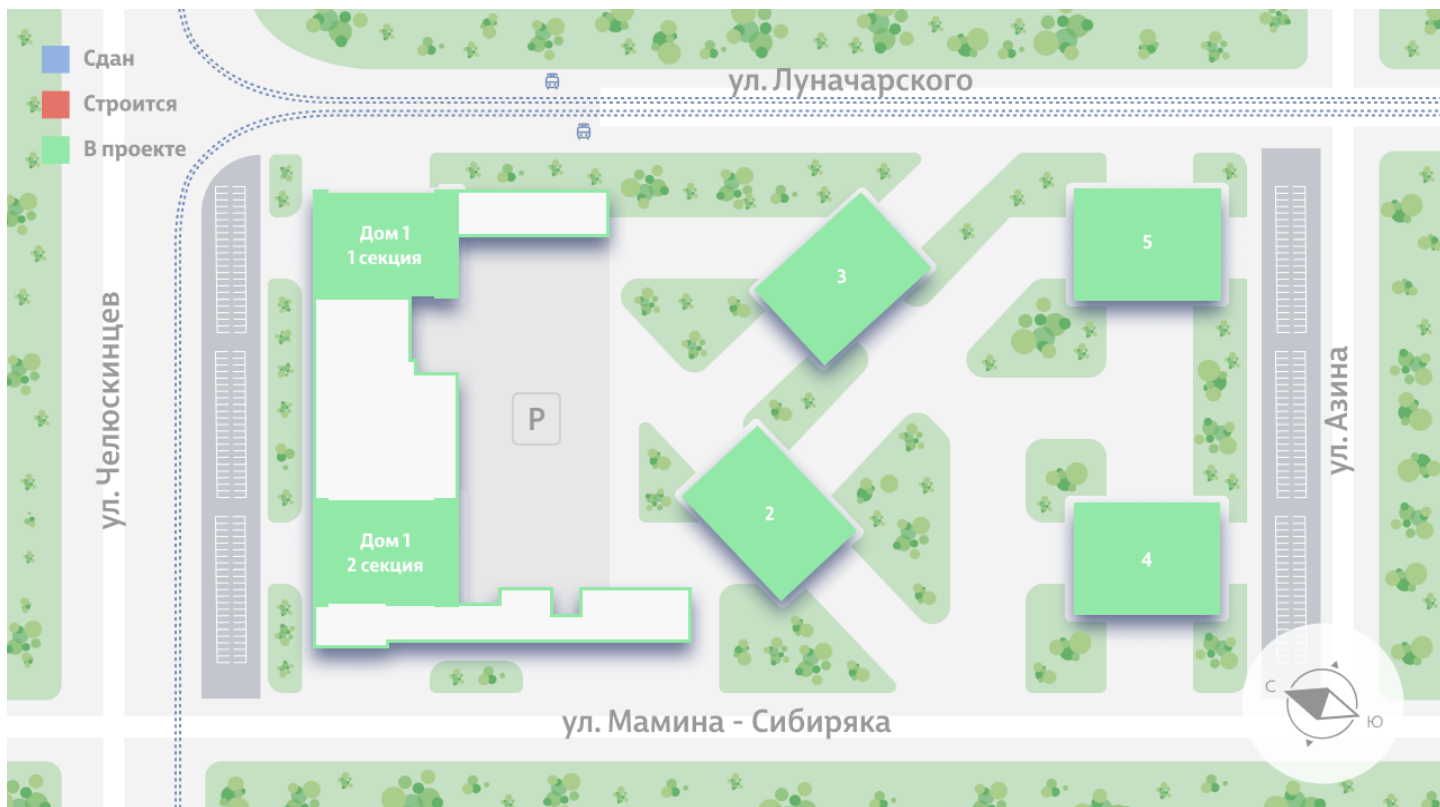 Сдан
Строится
В проекте
ул. Луначарского
Дом 1
1 секция
3
5
ул. Челюскинцев
P
ул. Азина
2
Дом 1
2 секция
4
ул. Мамина - Сибиряка
С
Ю